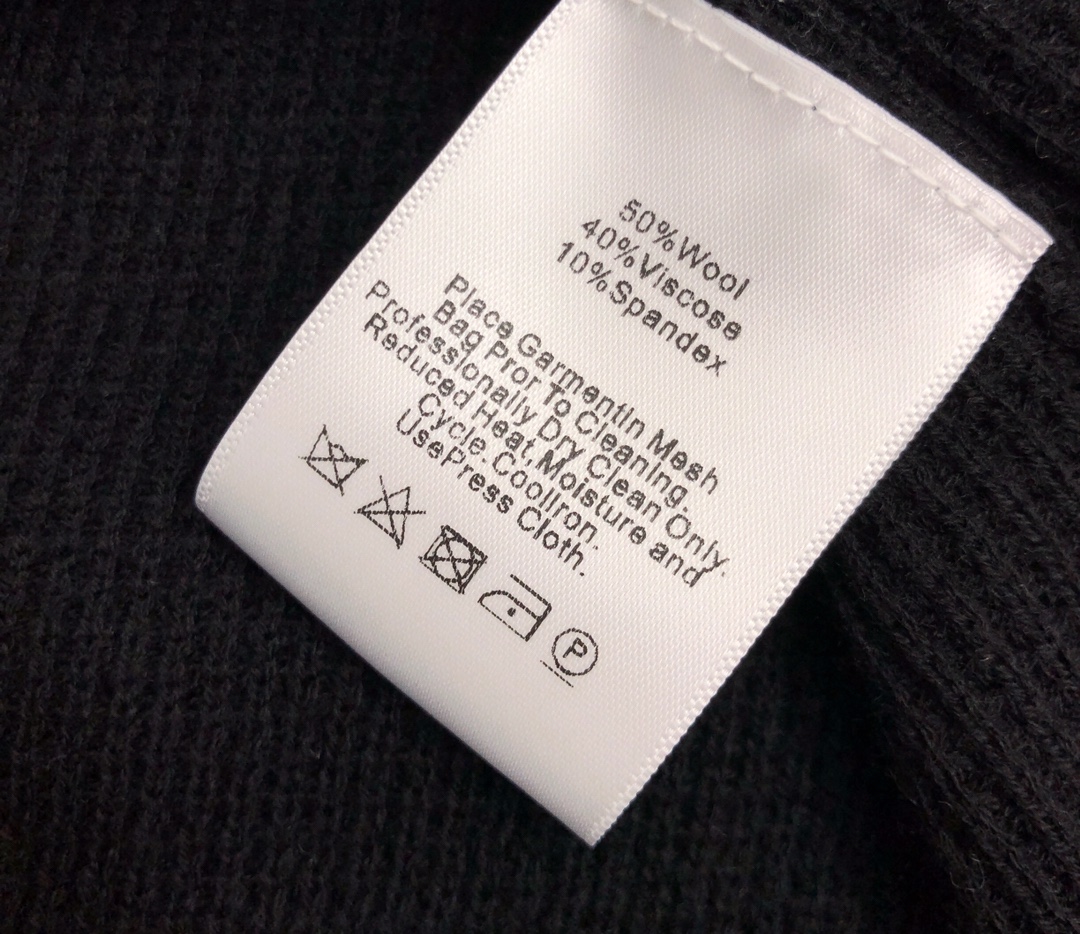 50%Wool
40%Viscose
10%Spandex
Place GarmentIn Mesh
Bag Pror To Cleaning.
Professionally Dry Clean Only.
Reduced Heat, Moisture and
Cycle.CoolIron.
UsePress Cloth.
P